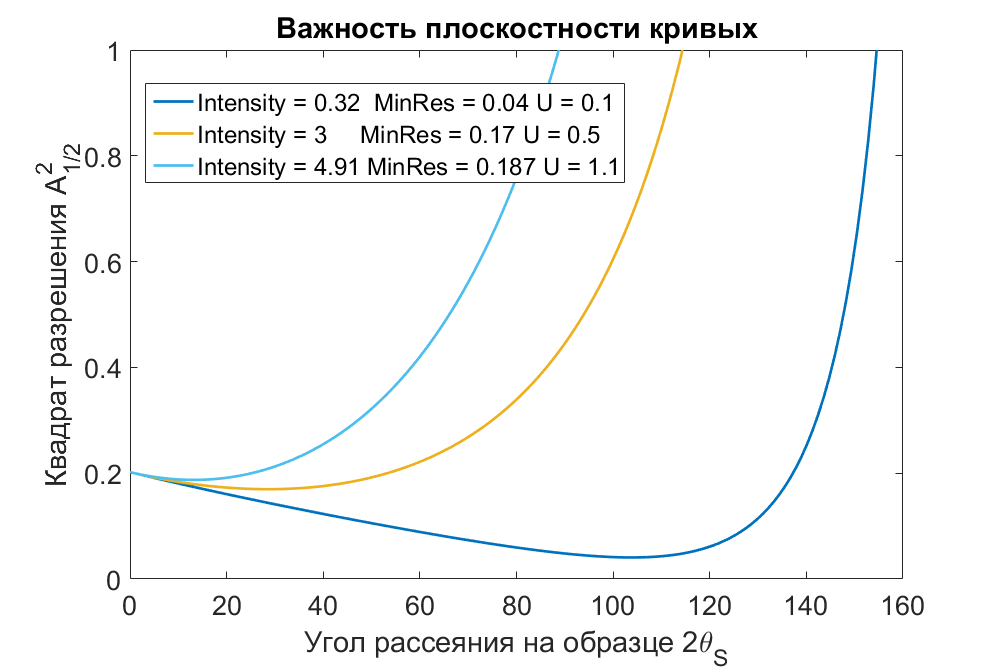 Важность плоскостности кривых
Intensity = 0.32 MinRes = 0.04 U = 0.1
Intensity = 3 MinRes = 0.17 U = 0.5
Intensity = 4.91 MinRes = 0.187 U = 1.1
Квадрат разрешения A²₁/₂
1
0.8
0.6
0.4
0.2
0
0 20 40 60 80 100 120 140 160
Угол рассеяния на образце 2θ_S